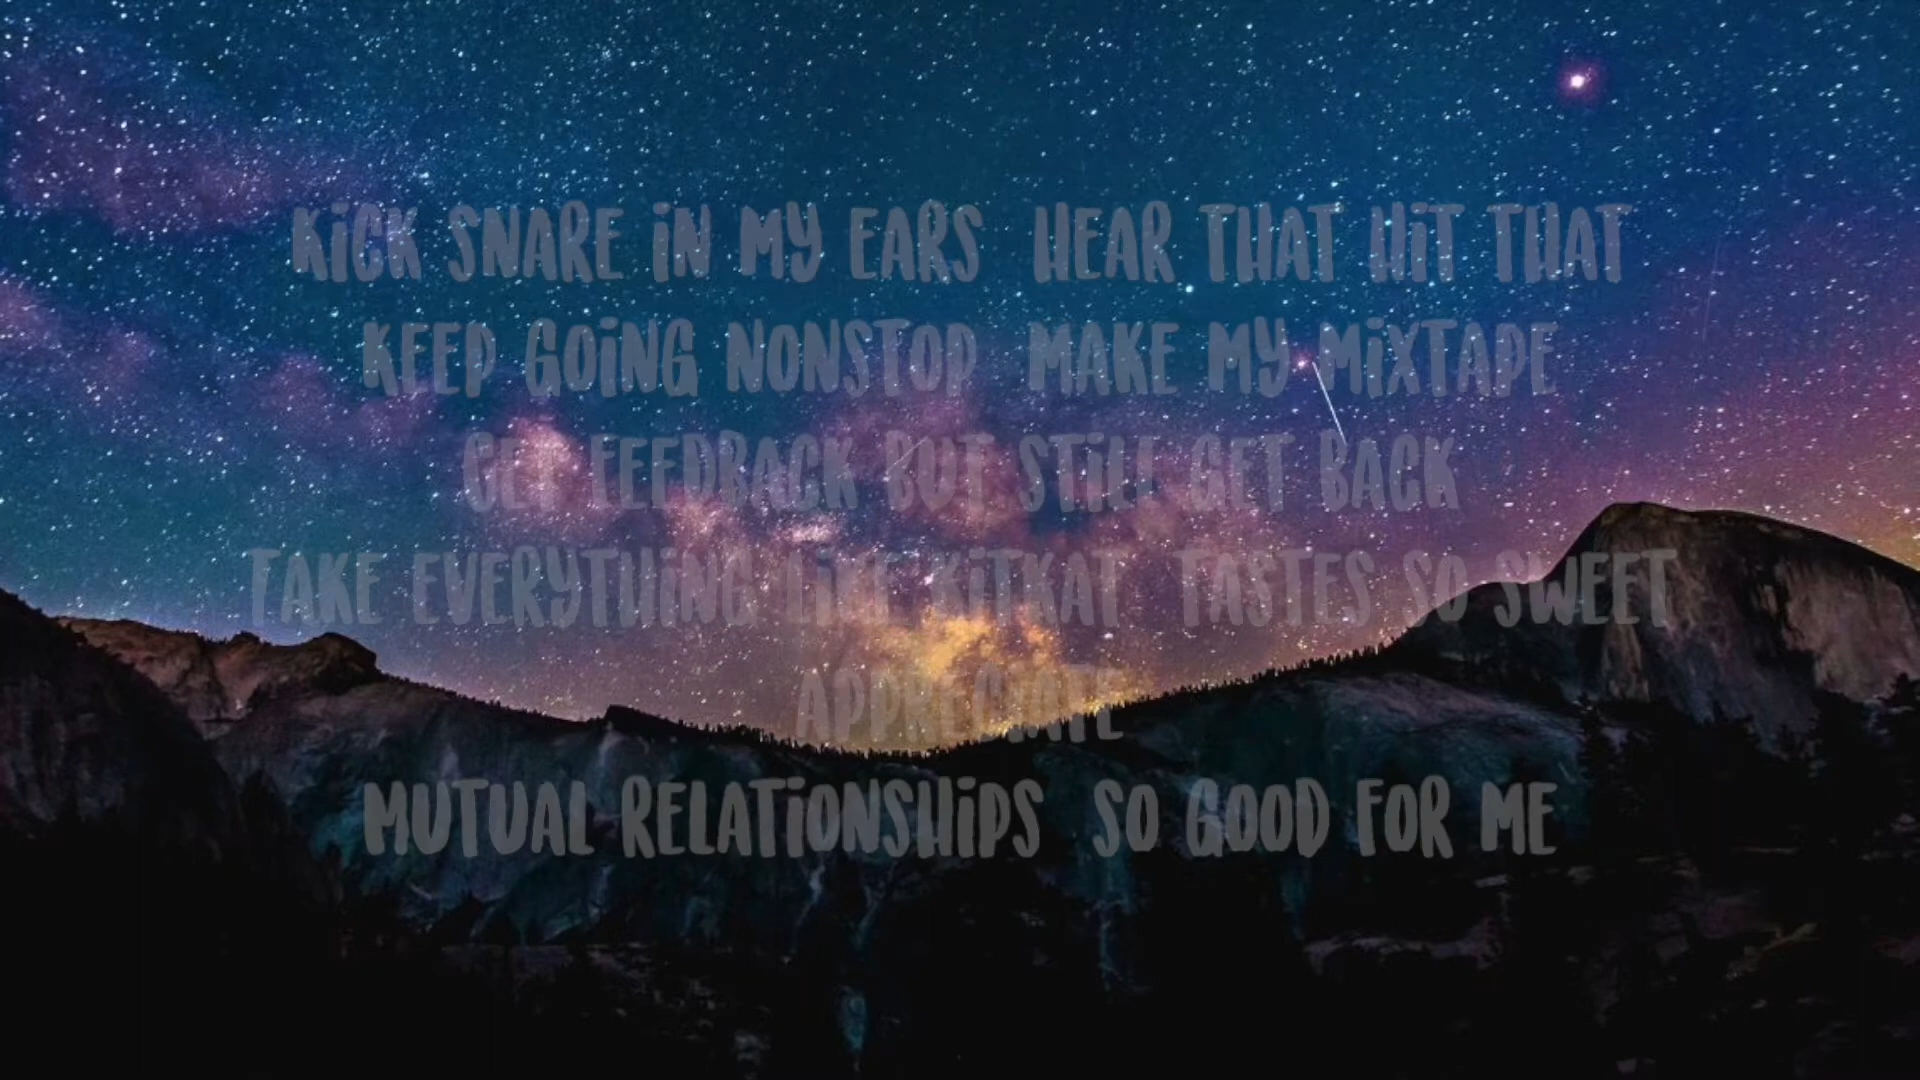 KiCK SNARE iN MY EARS HEAR THAT HiT THAT
KEEP GOiNG NONSTOP MAKE MY MiXTAPE
GET FEEDBACK BUT STiLL GET BACK
TAKE EVERYTHiNG LiKE KiTKAT TASTES SO SWEET
APPRECiATE
MUTUAL RELATiONSHiPS SO GOOD FOR ME